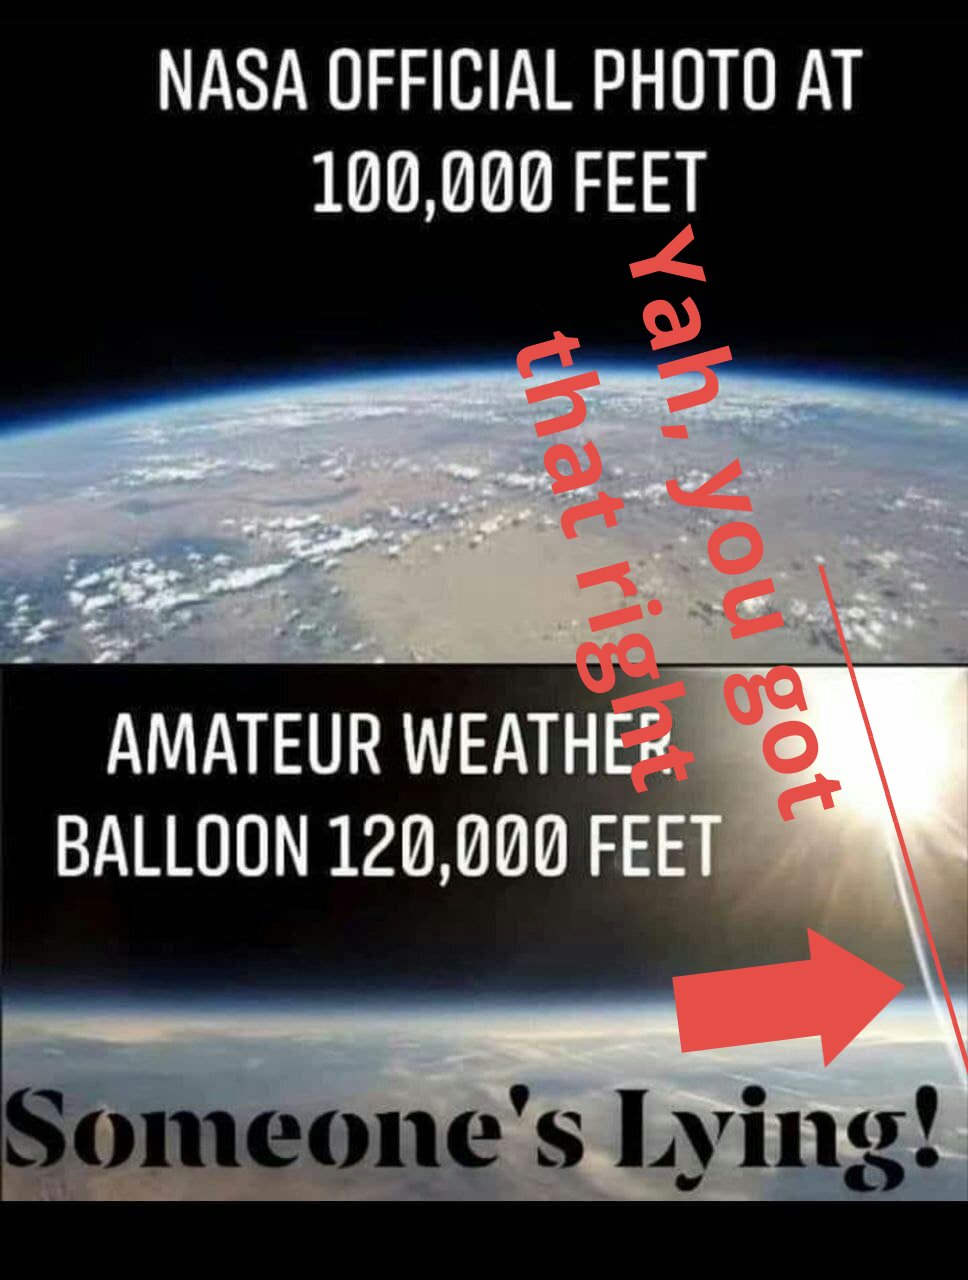 NASA OFFICIAL PHOTO AT
100,000 FEET
Yah, you got
that right
AMATEUR WEATHER
BALLOON 120,000 FEET
Someone's Lying!